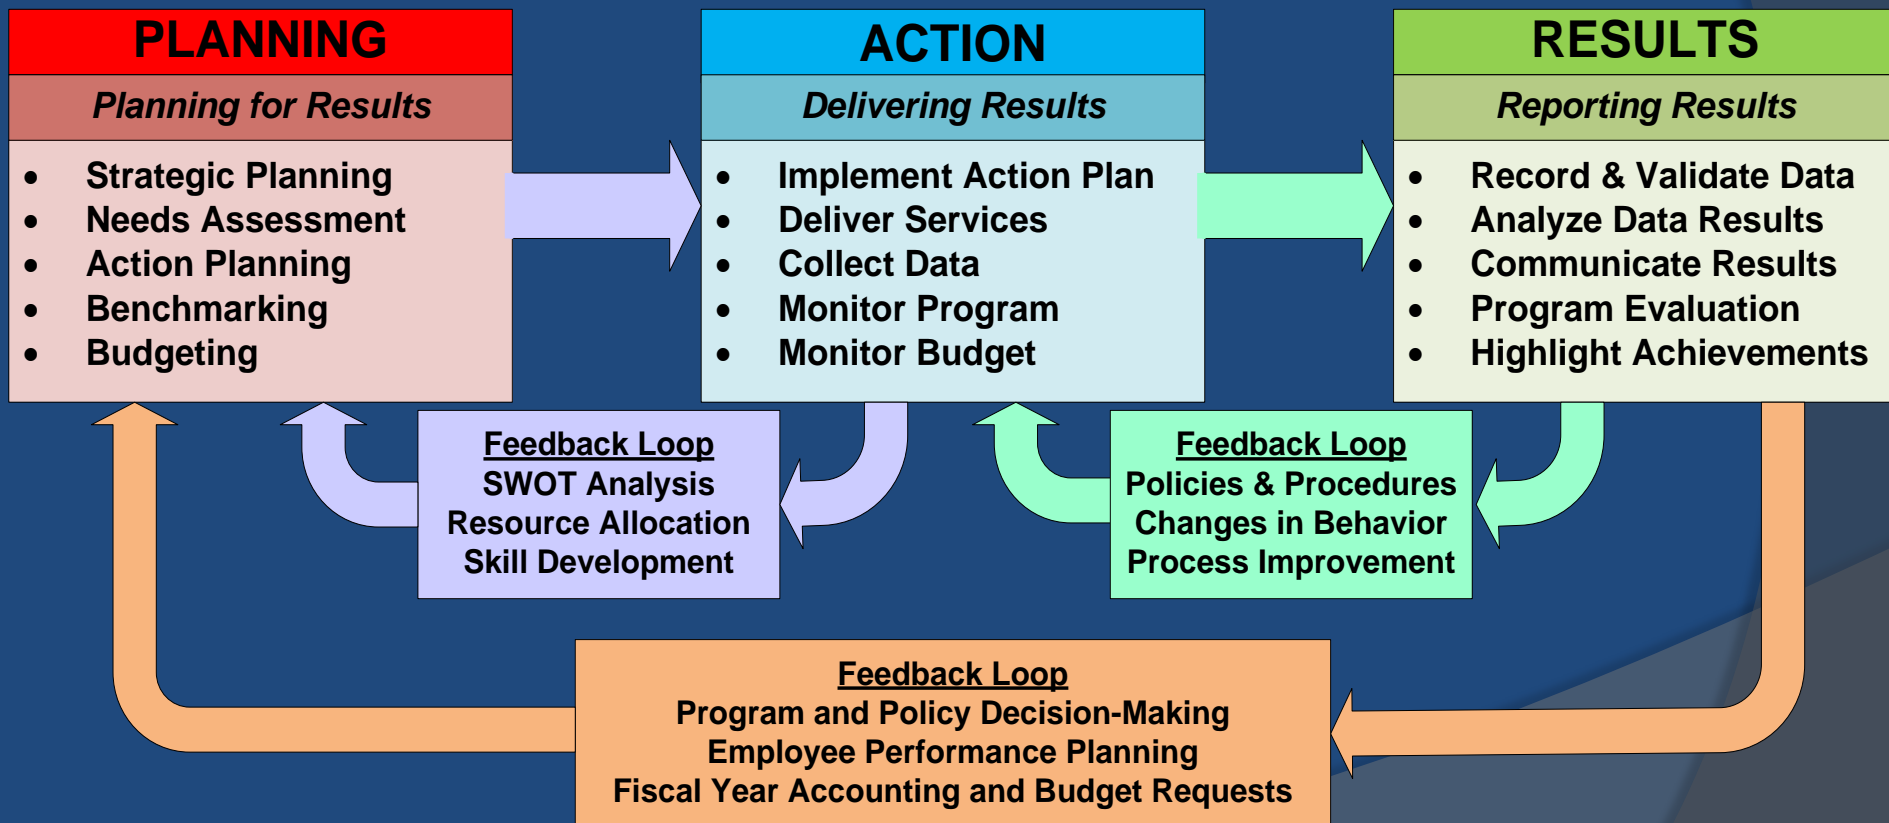 PLANNING
Planning for Results
• Strategic Planning
• Needs Assessment
• Action Planning
• Benchmarking
• Budgeting
ACTION
Delivering Results
• Implement Action Plan
• Deliver Services
• Collect Data
• Monitor Program
• Monitor Budget
RESULTS
Reporting Results
• Record & Validate Data
• Analyze Data Results
• Communicate Results
• Program Evaluation
• Highlight Achievements
Feedback Loop
SWOT Analysis
Resource Allocation
Skill Development
Feedback Loop
Policies & Procedures
Changes in Behavior
Process Improvement
Feedback Loop
Program and Policy Decision-Making
Employee Performance Planning
Fiscal Year Accounting and Budget Requests